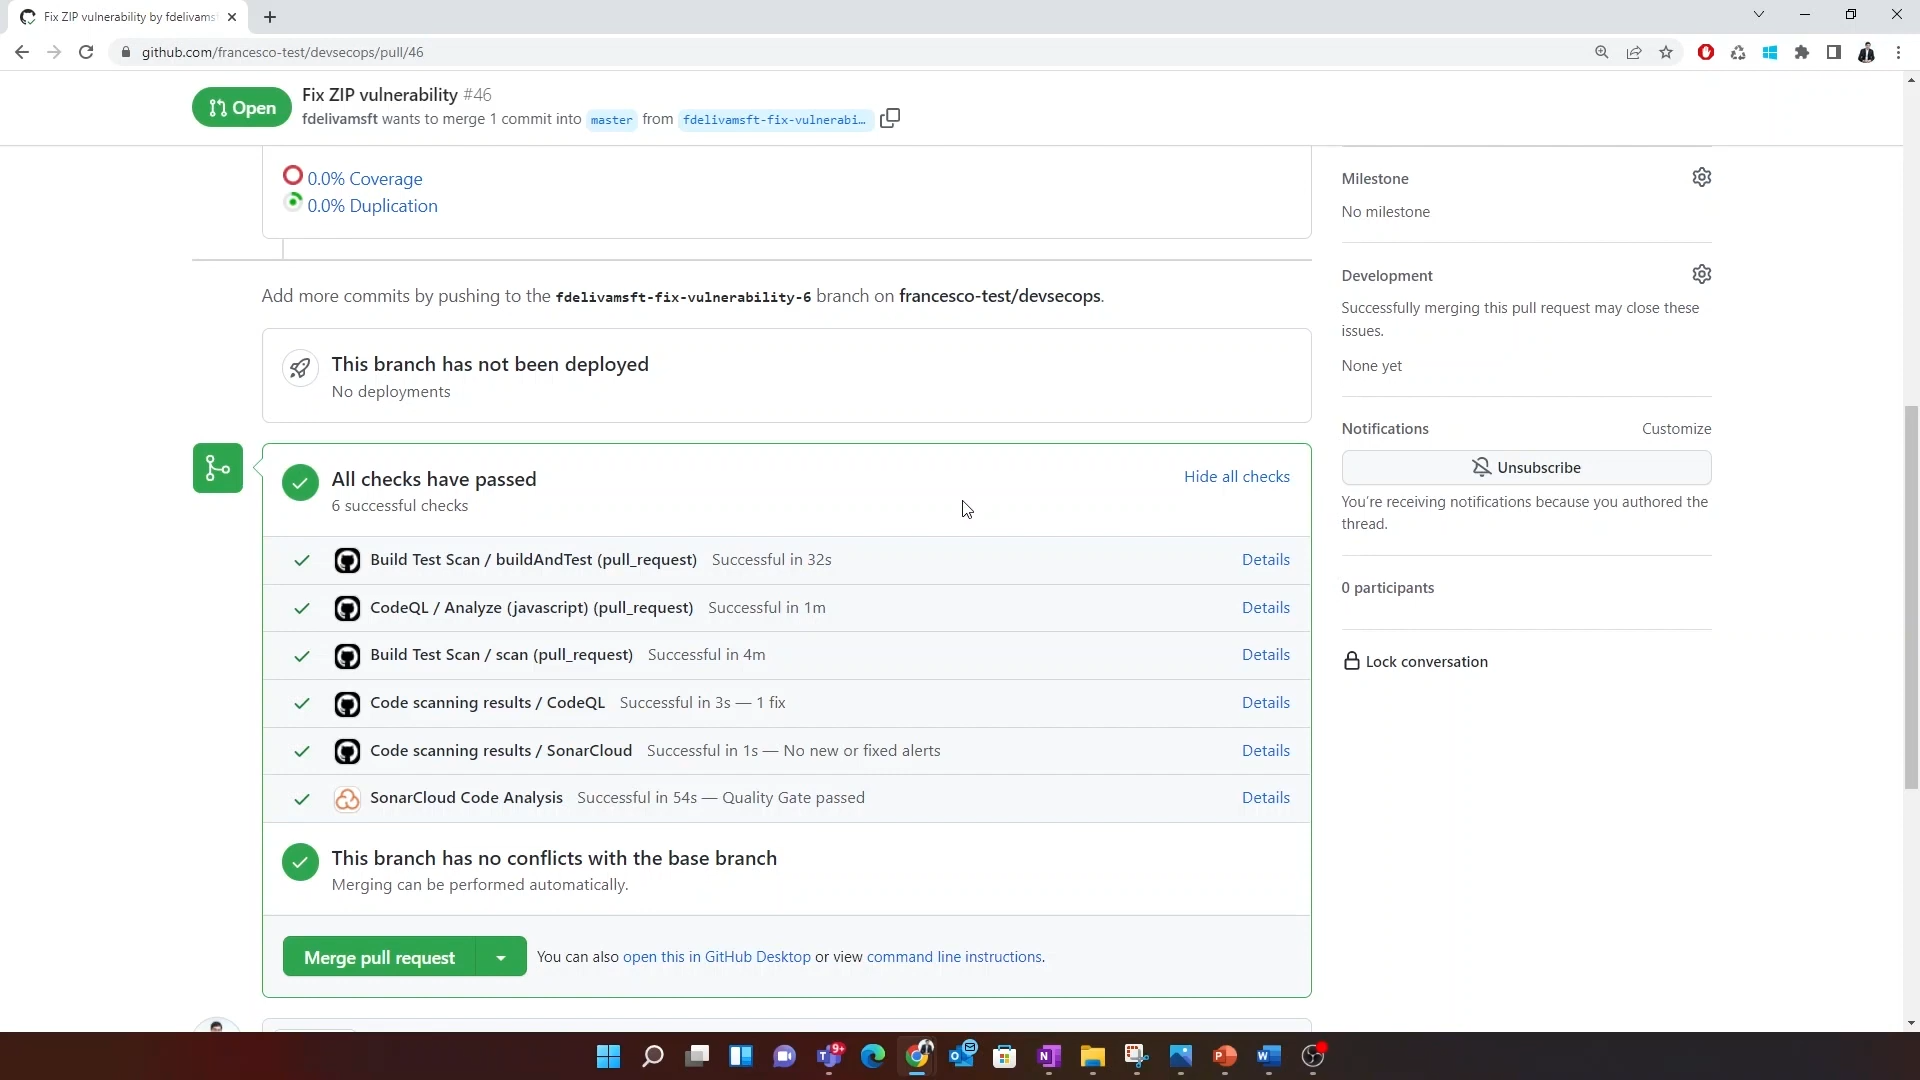 Fix ZIP vulnerability by fdelivamsf
github.com/francesco-test/devsecops/pull/46
Open
Fix ZIP vulnerability #46
fdelivamsft wants to merge 1 commit into master from fdelivamsft-fix-vulnerabi…
0.0% Coverage
0.0% Duplication
Add more commits by pushing to the fdelivamsft-fix-vulnerability-6 branch on francesco-test/devsecops.
This branch has not been deployed
No deployments
All checks have passed
Hide all checks
6 successful checks
Build Test Scan / buildAndTest (pull_request) Successful in 32s Details
CodeQL / Analyze (javascript) (pull_request) Successful in 1m Details
Build Test Scan / scan (pull_request) Successful in 4m Details
Code scanning results / CodeQL Successful in 3s — 1 fix Details
Code scanning results / SonarCloud Successful in 1s — No new or fixed alerts Details
SonarCloud Code Analysis Successful in 54s — Quality Gate passed Details
This branch has no conflicts with the base branch
Merging can be performed automatically.
Merge pull request
You can also open this in GitHub Desktop or view command line instructions.
Milestone
No milestone
Development
Successfully merging this pull request may close these
issues.
None yet
Notifications Customize
Unsubscribe
You're receiving notifications because you authored the
thread.
0 participants
Lock conversation
9+